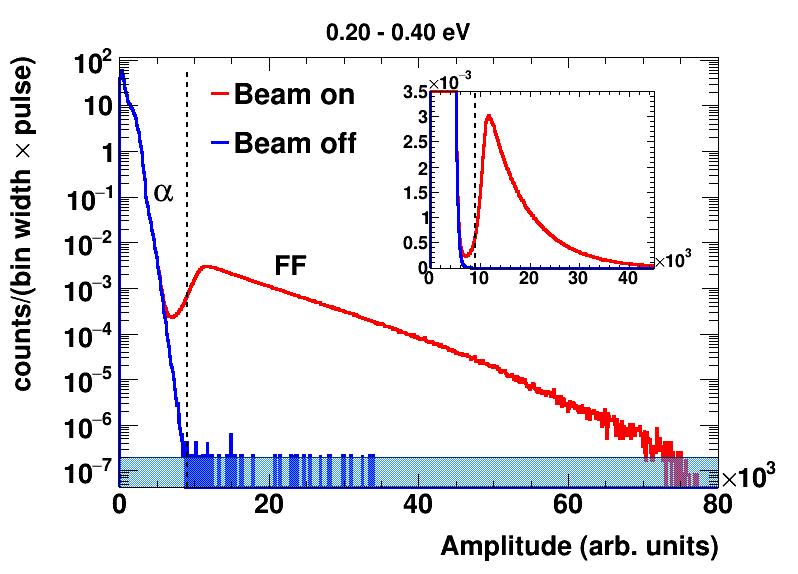 0.20 - 0.40 eV
counts/(bin width × pulse)
10²
10
1
10⁻¹
10⁻²
10⁻³
10⁻⁴
10⁻⁵
10⁻⁶
10⁻⁷
Beam on
Beam off
α
FF
×10⁻³
3.5
3
2.5
2
1.5
1
0.5
0
0 10 20 30 40 ×10³
0 20 40 60 80 ×10³
Amplitude (arb. units)